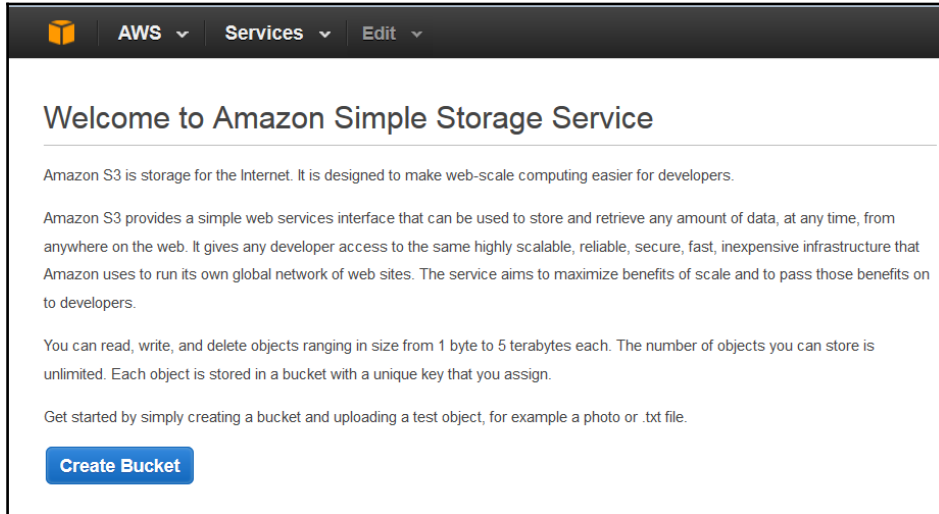 AWS Services Edit
Welcome to Amazon Simple Storage Service
Amazon S3 is storage for the Internet. It is designed to make web-scale computing easier for developers.
Amazon S3 provides a simple web services interface that can be used to store and retrieve any amount of data, at any time, from
anywhere on the web. It gives any developer access to the same highly scalable, reliable, secure, fast, inexpensive infrastructure that
Amazon uses to run its own global network of web sites. The service aims to maximize benefits of scale and to pass those benefits on
to developers.
You can read, write, and delete objects ranging in size from 1 byte to 5 terabytes each. The number of objects you can store is
unlimited. Each object is stored in a bucket with a unique key that you assign.
Get started by simply creating a bucket and uploading a test object, for example a photo or .txt file.
Create Bucket